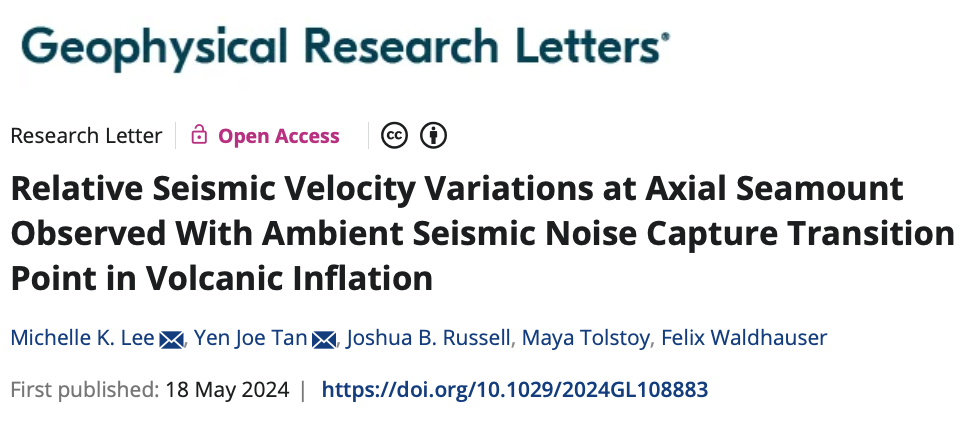 Geophysical Research Letters®
Research Letter | Open Access | cc
Relative Seismic Velocity Variations at Axial Seamount
Observed With Ambient Seismic Noise Capture Transition
Point in Volcanic Inflation
Michelle K. Lee, Yen Joe Tan, Joshua B. Russell, Maya Tolstoy, Felix Waldhauser
First published: 18 May 2024 | https://doi.org/10.1029/2024GL108883